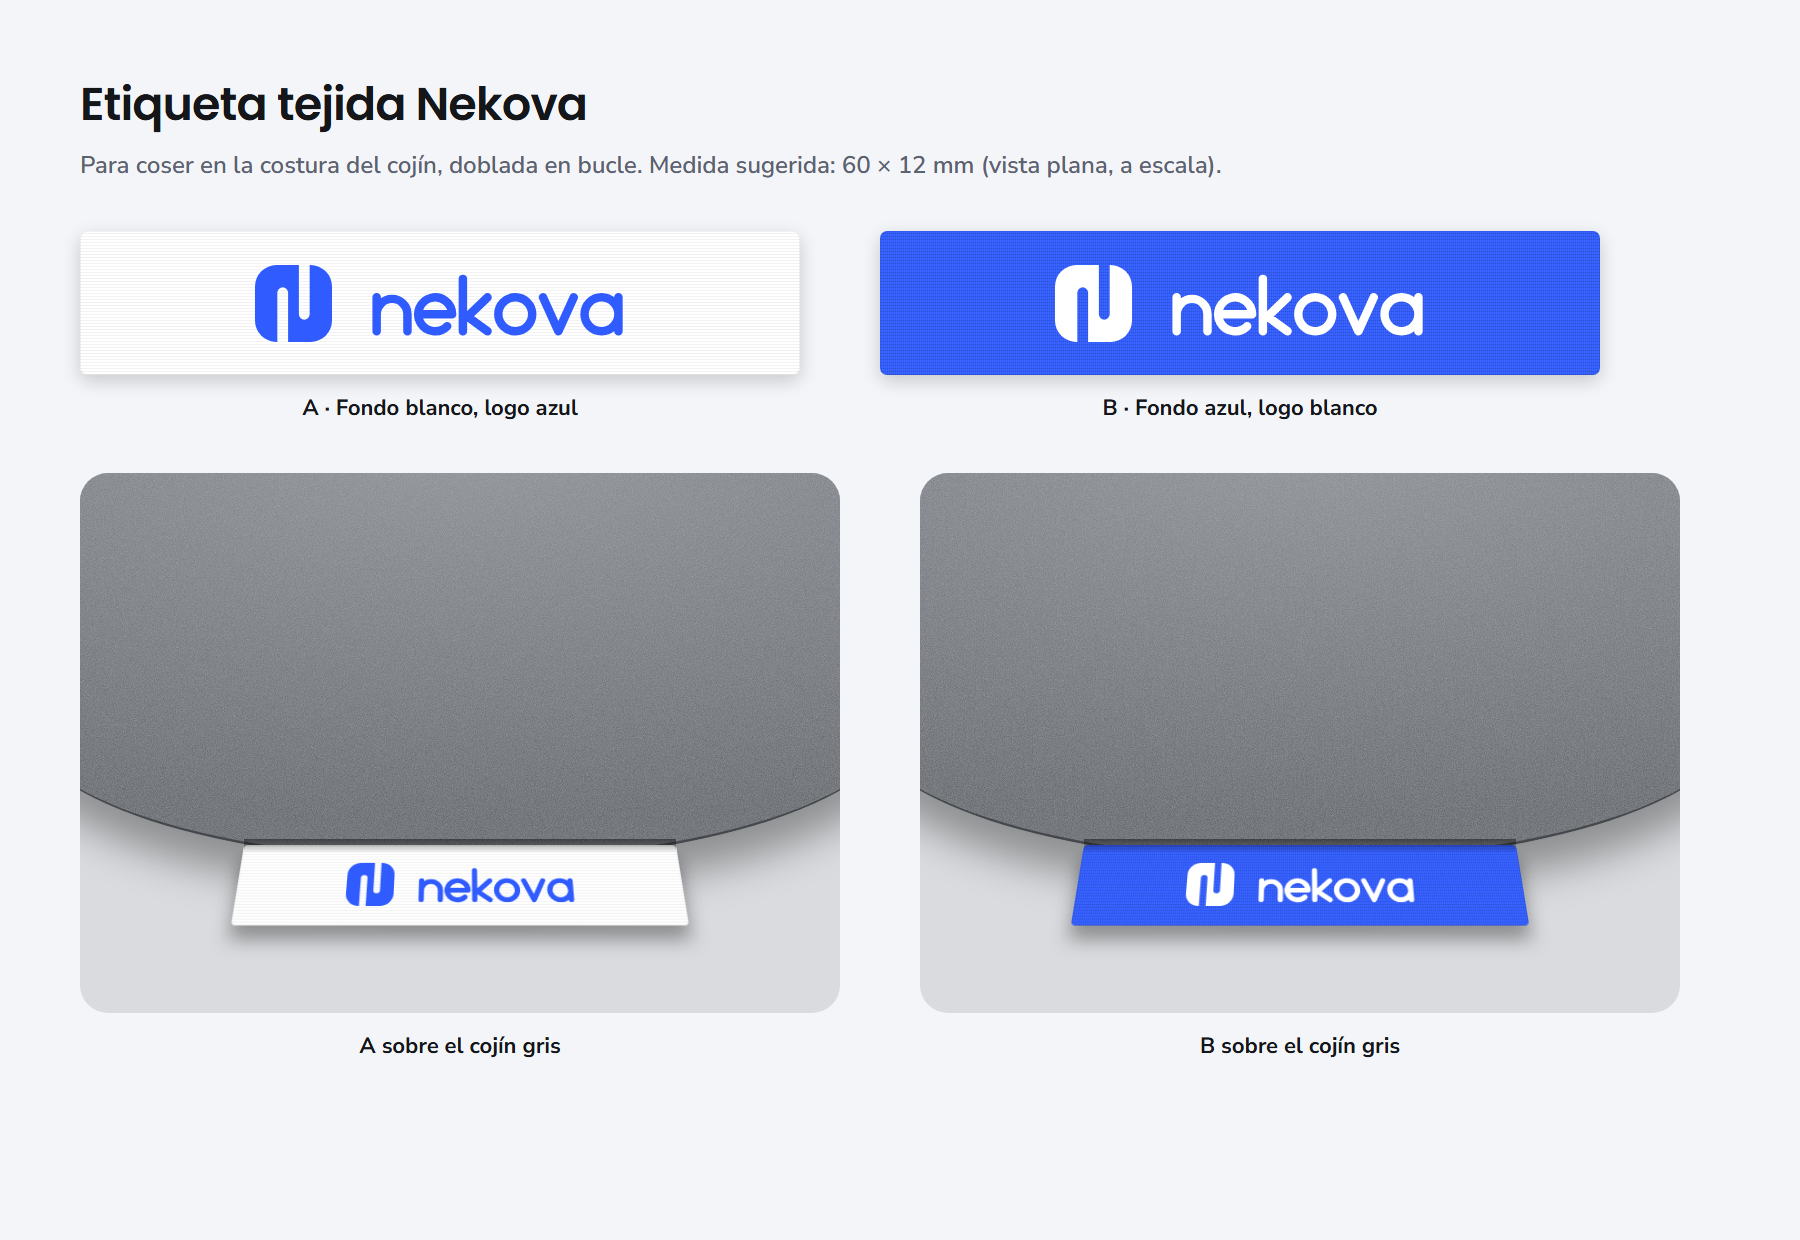 Etiqueta tejida Nekova
Para coser en la costura del cojín, doblada en bucle. Medida sugerida: 60 × 12 mm (vista plana, a escala).
nekova
nekova
A · Fondo blanco, logo azul
B · Fondo azul, logo blanco
nekova
nekova
A sobre el cojín gris
B sobre el cojín gris